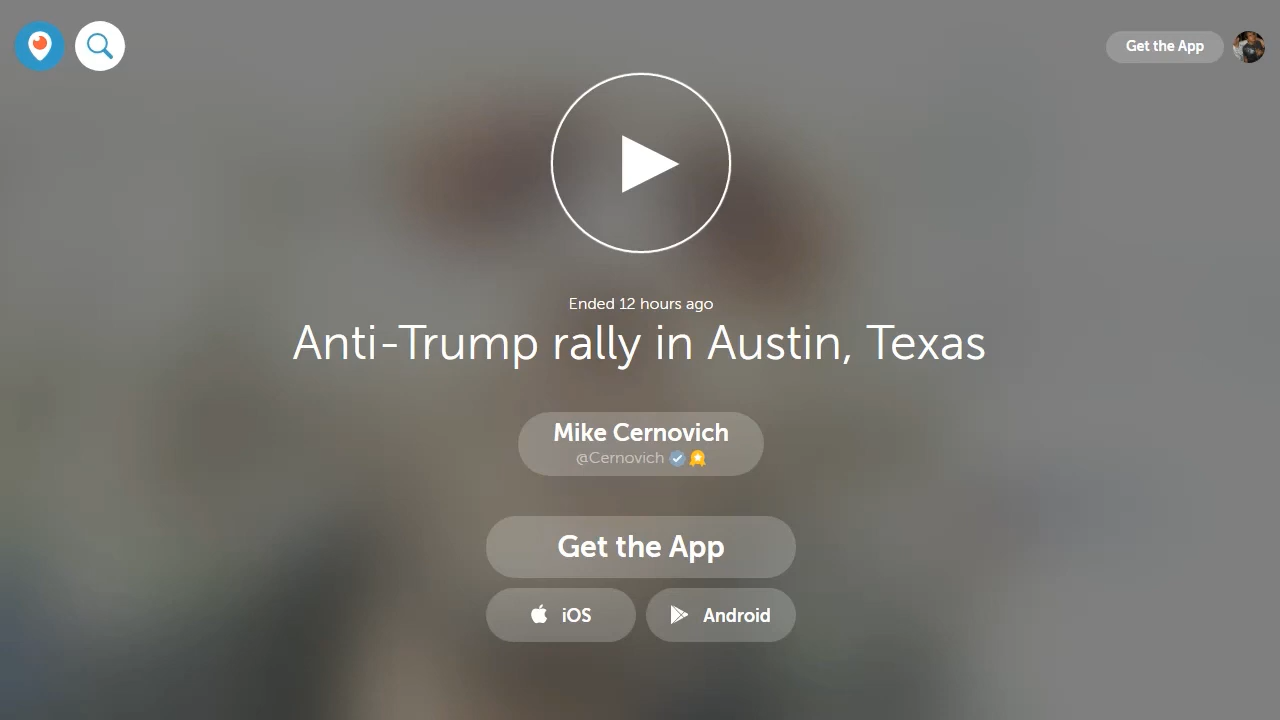 Get the App
Ended 12 hours ago
Anti-Trump rally in Austin, Texas
Mike Cernovich
@Cernovich
Get the App
iOS
Android